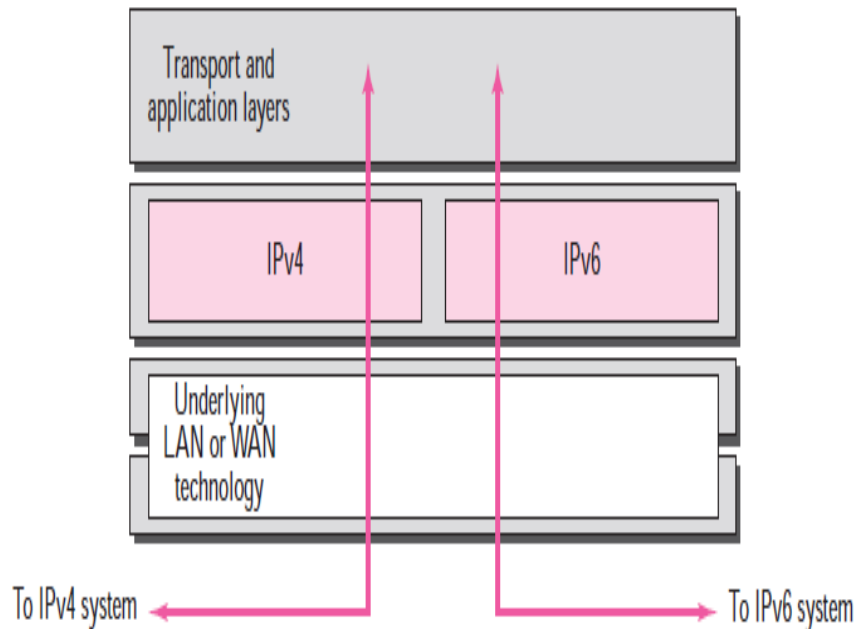 Transport and
application layers
IPv4
IPv6
Underlying
LAN or WAN
technology
To IPv4 system
To IPv6 system